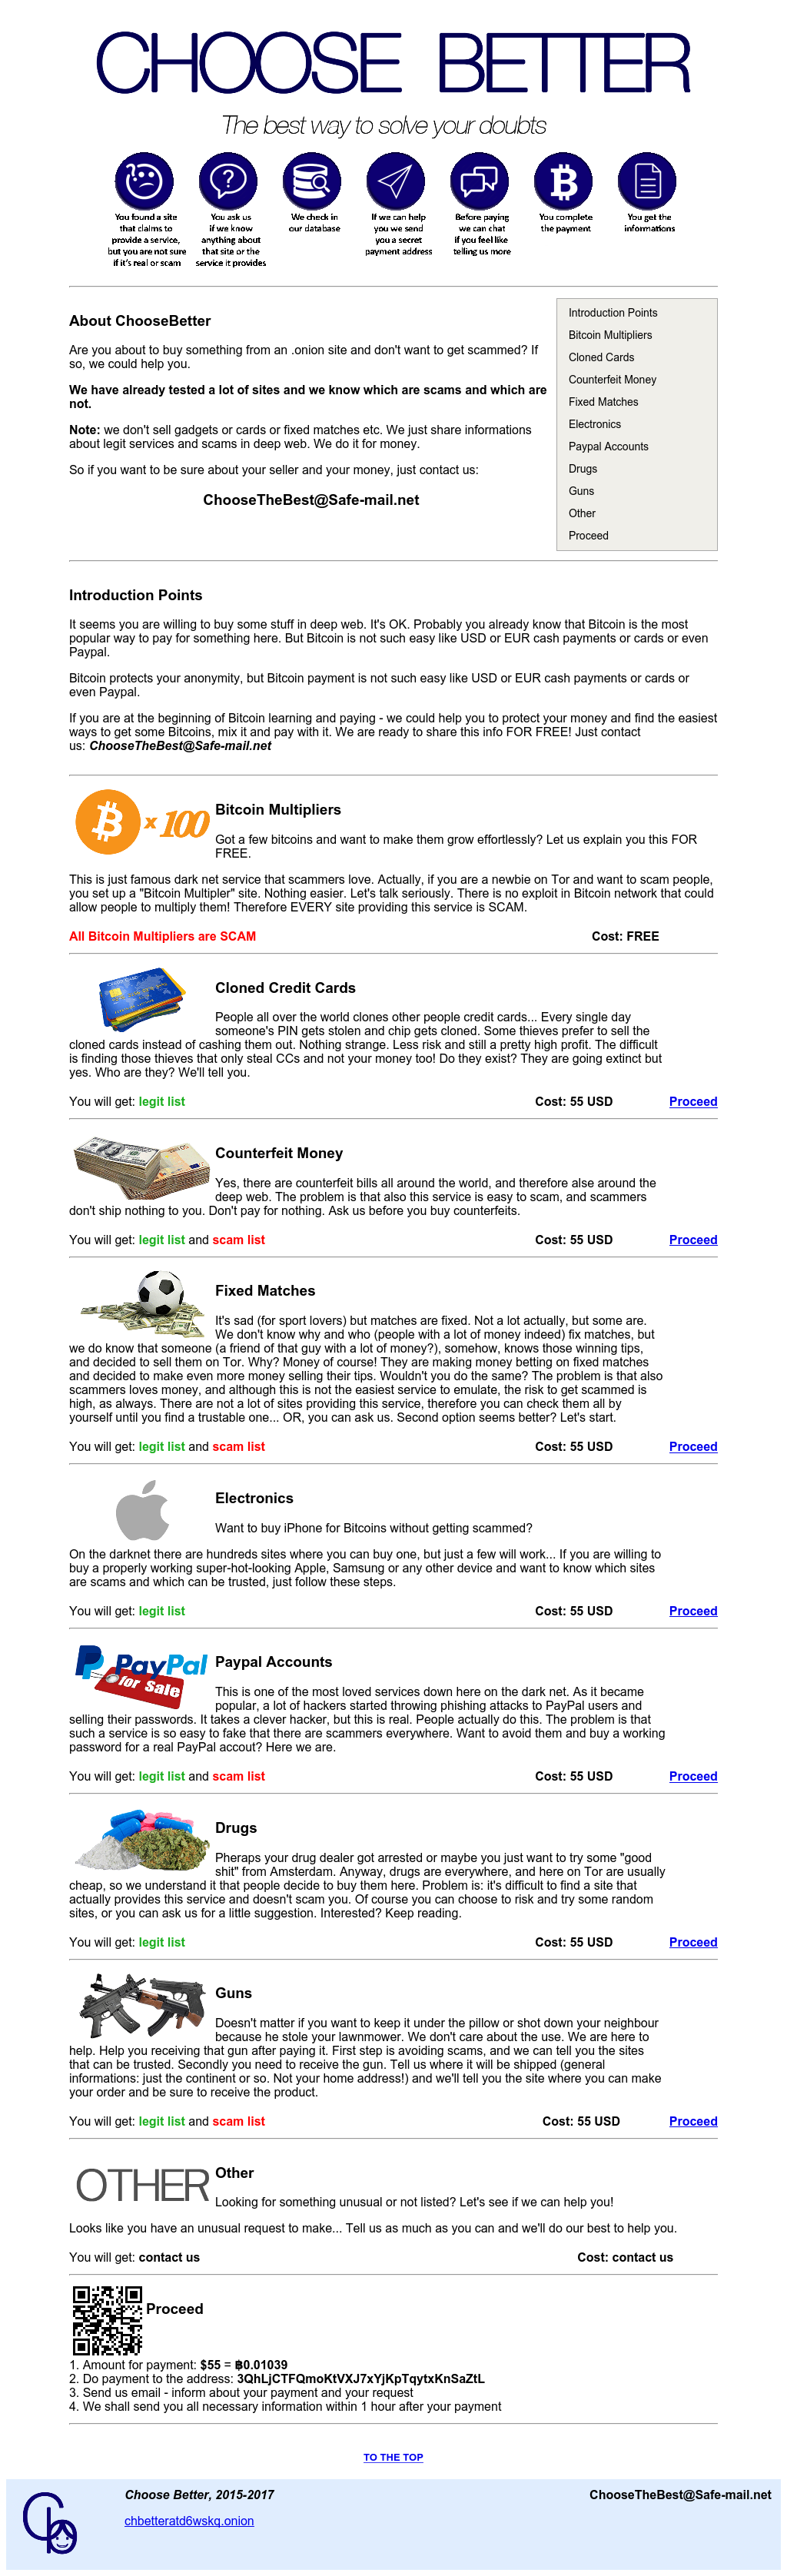 CHOOSE BETTER
The best way to solve your doubts
You found a site
that claims to
provide a service,
but you are not sure
if it's real or scam
You ask us
if we know
anything about
that site or the
service it provides
We check in
our database
If we can help
you we send
you a secret
payment address
Before paying
we can chat
if you feel like
telling us more
You complete
the payment
You get the
informations
About ChooseBetter
Are you about to buy something from an .onion site and don't want to get scammed? If
so, we could help you.
We have already tested a lot of sites and we know which are scams and which are
not.
Note: we don't sell gadgets or cards or fixed matches etc. We just share informations
about legit services and scams in deep web. We do it for money.
So if you want to be sure about your seller and your money, just contact us:
ChooseTheBest@Safe-mail.net
Introduction Points
Bitcoin Multipliers
Cloned Cards
Counterfeit Money
Fixed Matches
Electronics
Paypal Accounts
Drugs
Guns
Other
Proceed
Introduction Points
It seems you are willing to buy some stuff in deep web. It's OK. Probably you already know that Bitcoin is the most
popular way to pay for something here. But Bitcoin is not such easy like USD or EUR cash payments or cards or even
Paypal.
Bitcoin protects your anonymity, but Bitcoin payment is not such easy like USD or EUR cash payments or cards or
even Paypal.
If you are at the beginning of Bitcoin learning and paying - we could help you to protect your money and find the easiest
ways to get some Bitcoins, mix it and pay with it. We are ready to share this info FOR FREE! Just contact
us: ChooseTheBest@Safe-mail.net
x 100
Bitcoin Multipliers
Got a few bitcoins and want to make them grow effortlessly? Let us explain you this FOR
FREE.
This is just famous dark net service that scammers love. Actually, if you are a newbie on Tor and want to scam people,
you set up a "Bitcoin Multipler" site. Nothing easier. Let's talk seriously. There is no exploit in Bitcoin network that could
allow people to multiply them! Therefore EVERY site providing this service is SCAM.
All Bitcoin Multipliers are SCAM Cost: FREE
Cloned Credit Cards
People all over the world clones other people credit cards... Every single day
someone's PIN gets stolen and chip gets cloned. Some thieves prefer to sell the
cloned cards instead of cashing them out. Nothing strange. Less risk and still a pretty high profit. The difficult
is finding those thieves that only steal CCs and not your money too! Do they exist? They are going extinct but
yes. Who are they? We'll tell you.
You will get: legit list Cost: 55 USD Proceed
Counterfeit Money
Yes, there are counterfeit bills all around the world, and therefore alse around the
deep web. The problem is that also this service is easy to scam, and scammers
don't ship nothing to you. Don't pay for nothing. Ask us before you buy counterfeits.
You will get: legit list and scam list Cost: 55 USD Proceed
Fixed Matches
It's sad (for sport lovers) but matches are fixed. Not a lot actually, but some are.
We don't know why and who (people with a lot of money indeed) fix matches, but
we do know that someone (a friend of that guy with a lot of money?), somehow, knows those winning tips,
and decided to sell them on Tor. Why? Money of course! They are making money betting on fixed matches
and decided to make even more money selling their tips. Wouldn't you do the same? The problem is that also
scammers loves money, and although this is not the easiest service to emulate, the risk to get scammed is
high, as always. There are not a lot of sites providing this service, therefore you can check them all by
yourself until you find a trustable one... OR, you can ask us. Second option seems better? Let's start.
You will get: legit list and scam list Cost: 55 USD Proceed
Electronics
Want to buy iPhone for Bitcoins without getting scammed?
On the darknet there are hundreds sites where you can buy one, but just a few will work... If you are willing to
buy a properly working super-hot-looking Apple, Samsung or any other device and want to know which sites
are scams and which can be trusted, just follow these steps.
You will get: legit list Cost: 55 USD Proceed
PayPal
for Sale
Paypal Accounts
This is one of the most loved services down here on the dark net. As it became
popular, a lot of hackers started throwing phishing attacks to PayPal users and
selling their passwords. It takes a clever hacker, but this is real. People actually do this. The problem is that
such a service is so easy to fake that there are scammers everywhere. Want to avoid them and buy a working
password for a real PayPal accout? Here we are.
You will get: legit list and scam list Cost: 55 USD Proceed
Drugs
Pheraps your drug dealer got arrested or maybe you just want to try some "good
shit" from Amsterdam. Anyway, drugs are everywhere, and here on Tor are usually
cheap, so we understand it that people decide to buy them here. Problem is: it's difficult to find a site that
actually provides this service and doesn't scam you. Of course you can choose to risk and try some random
sites, or you can ask us for a little suggestion. Interested? Keep reading.
You will get: legit list Cost: 55 USD Proceed
Guns
Doesn't matter if you want to keep it under the pillow or shot down your neighbour
because he stole your lawnmower. We don't care about the use. We are here to
help. Help you receiving that gun after paying it. First step is avoiding scams, and we can tell you the sites
that can be trusted. Secondly you need to receive the gun. Tell us where it will be shipped (general
informations: just the continent or so. Not your home address!) and we'll tell you the site where you can make
your order and be sure to receive the product.
You will get: legit list and scam list Cost: 55 USD Proceed
OTHER
Other
Looking for something unusual or not listed? Let's see if we can help you!
Looks like you have an unusual request to make... Tell us as much as you can and we'll do our best to help you.
You will get: contact us Cost: contact us
Proceed
1. Amount for payment: $55 = ฿0.01039
2. Do payment to the address: 3QhLjCTFQmoKtVXJ7xYjKpTqytxKnSaZtL
3. Send us email - inform about your payment and your request
4. We shall send you all necessary information within 1 hour after your payment
TO THE TOP
Choose Better, 2015-2017 ChooseTheBest@Safe-mail.net
chbetteratd6wskq.onion